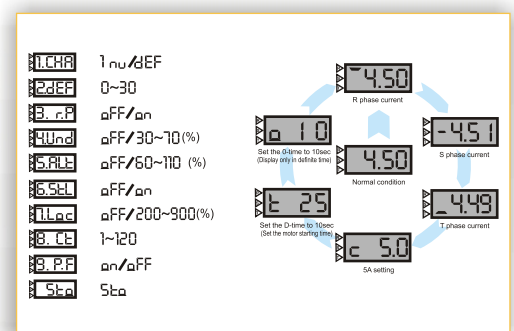 1.CHA 1nu/dEF
2.dEF 0~30
3. r.P oFF/on
4.Und oFF/30~70(%)
5.ALt oFF/60~110 (%)
6.StL oFF/on
7.Loc oFF/200~900(%)
8. Ct 1~120
9. P.F on/oFF
Sto Sto
4.50
R phase current
o 10
Set the 0-time to 10sec
(Display only in definite time)
-4.51
S phase current
4.50
Normal condition
t 25
Set the D-time to 10sec
(Set the motor starting time)
4.49
T phase current
c 5.0
5A setting